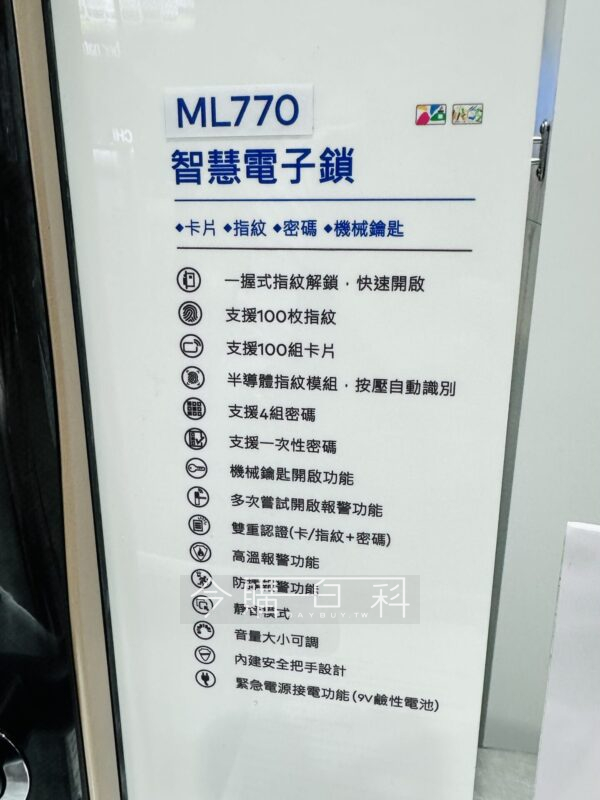 ML770
智慧電子鎖
◆卡片 ◆指紋 ◆密碼 ◆機械鑰匙
一握式指紋解鎖，快速開啟
支援100枚指紋
支援100組卡片
半導體指紋模組，按壓自動識別
支援4組密碼
支援一次性密碼
機械鑰匙開啟功能
多次嘗試開啟報警功能
雙重認證(卡/指紋+密碼)
高溫報警功能
防撬報警功能
今購百科
靜音模式
音量大小可調
內建安全把手設計
緊急電源接電功能(9V鹼性電池)